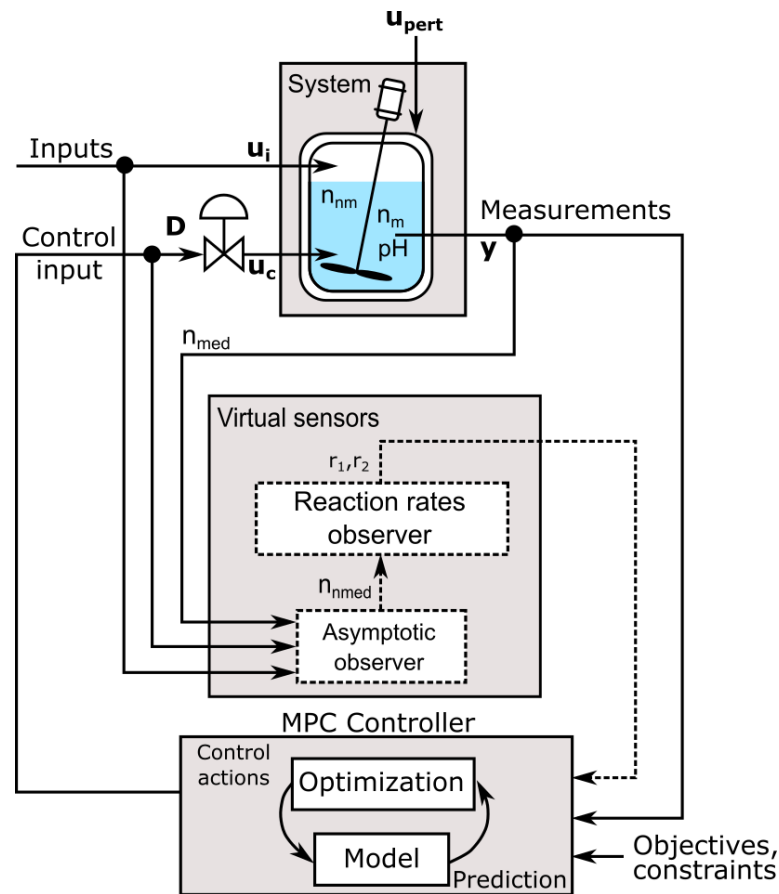 u_pert
System
Inputs
u_i
n_nm
n_m
Measurements
D
Control
input
pH
y
u_c
n_med
Virtual sensors
r_1,r_2
Reaction rates
observer
n_nmed
Asymptotic
observer
MPC Controller
Control
actions
Optimization
Model
Prediction
Objectives,
constraints